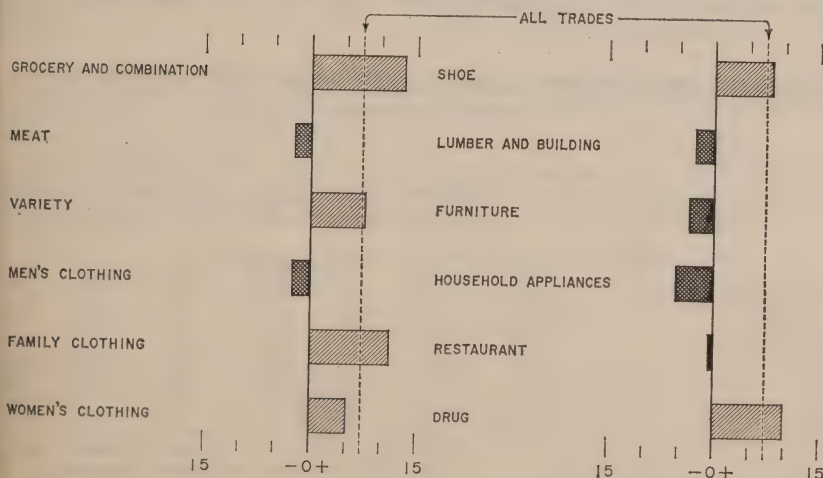 ALL TRADES
GROCERY AND COMBINATION
MEAT
VARIETY
MEN'S CLOTHING
FAMILY CLOTHING
WOMEN'S CLOTHING
15 -0+ 15
SHOE
LUMBER AND BUILDING
FURNITURE
HOUSEHOLD APPLIANCES
RESTAURANT
DRUG
15 -0+ 15